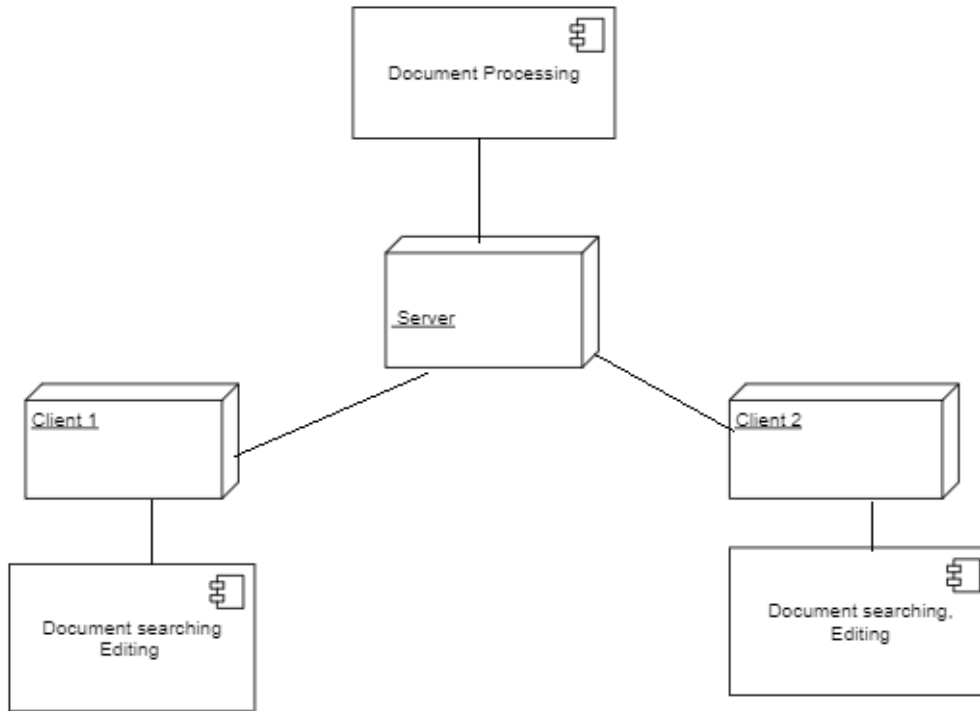 Document Processing
Server
Client 1
Client 2
Document searching
Editing
Document searching,
Editing